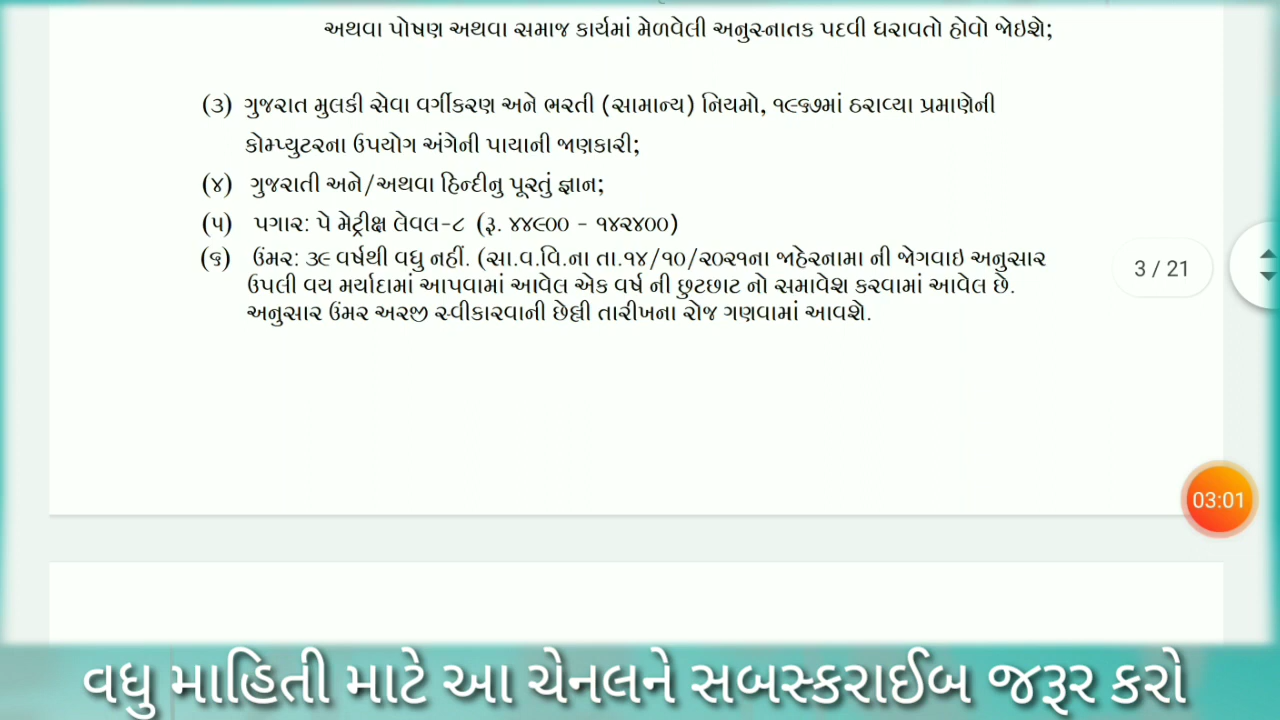 અથવા પોષણ અથવા સમાજ કાર્યમાં મેળવેલી અનુસ્નાતક પદવી ધરાવતો હોવો જોઇશે;
(૩) ગુજરાત મુલકી સેવા વર્ગીકરણ અને ભરતી (સામાન્ય) નિયમો, ૧૯૬૭માં ઠરાવ્યા પ્રમાણેની
કોમ્પ્યુટરના ઉપયોગ અંગેની પાયાની જાણકારી;
(૪) ગુજરાતી અને/અથવા હિન્દીનુ પૂરતું જ્ઞાન;
(૫) પગાર: પે મેટ્રીક્ષ લેવલ-૮ (રૂ. ૪૪૯૦૦ - ૧૪૨૪૦૦)
(૬) ઉંમર: ૩૯ વર્ષથી વધુ નહીં. (સા.વ.વિ.ના તા.૧૪/૧૦/૨૦૨૧ના જાહેરનામા ની જોગવાઇ અનુસાર
ઉપલી વય મર્યાદામાં આપવામાં આવેલ એક વર્ષ ની છુટછાટ નો સમાવેશ કરવામાં આવેલ છે.
અનુસાર ઉંમર અરજી સ્વીકારવાની છેલ્લી તારીખના રોજ ગણવામાં આવશે.
3 / 21
03:01
વધુ માહિતી માટે આ ચેનલને સબસ્કરાઈબ જરૂર કરો